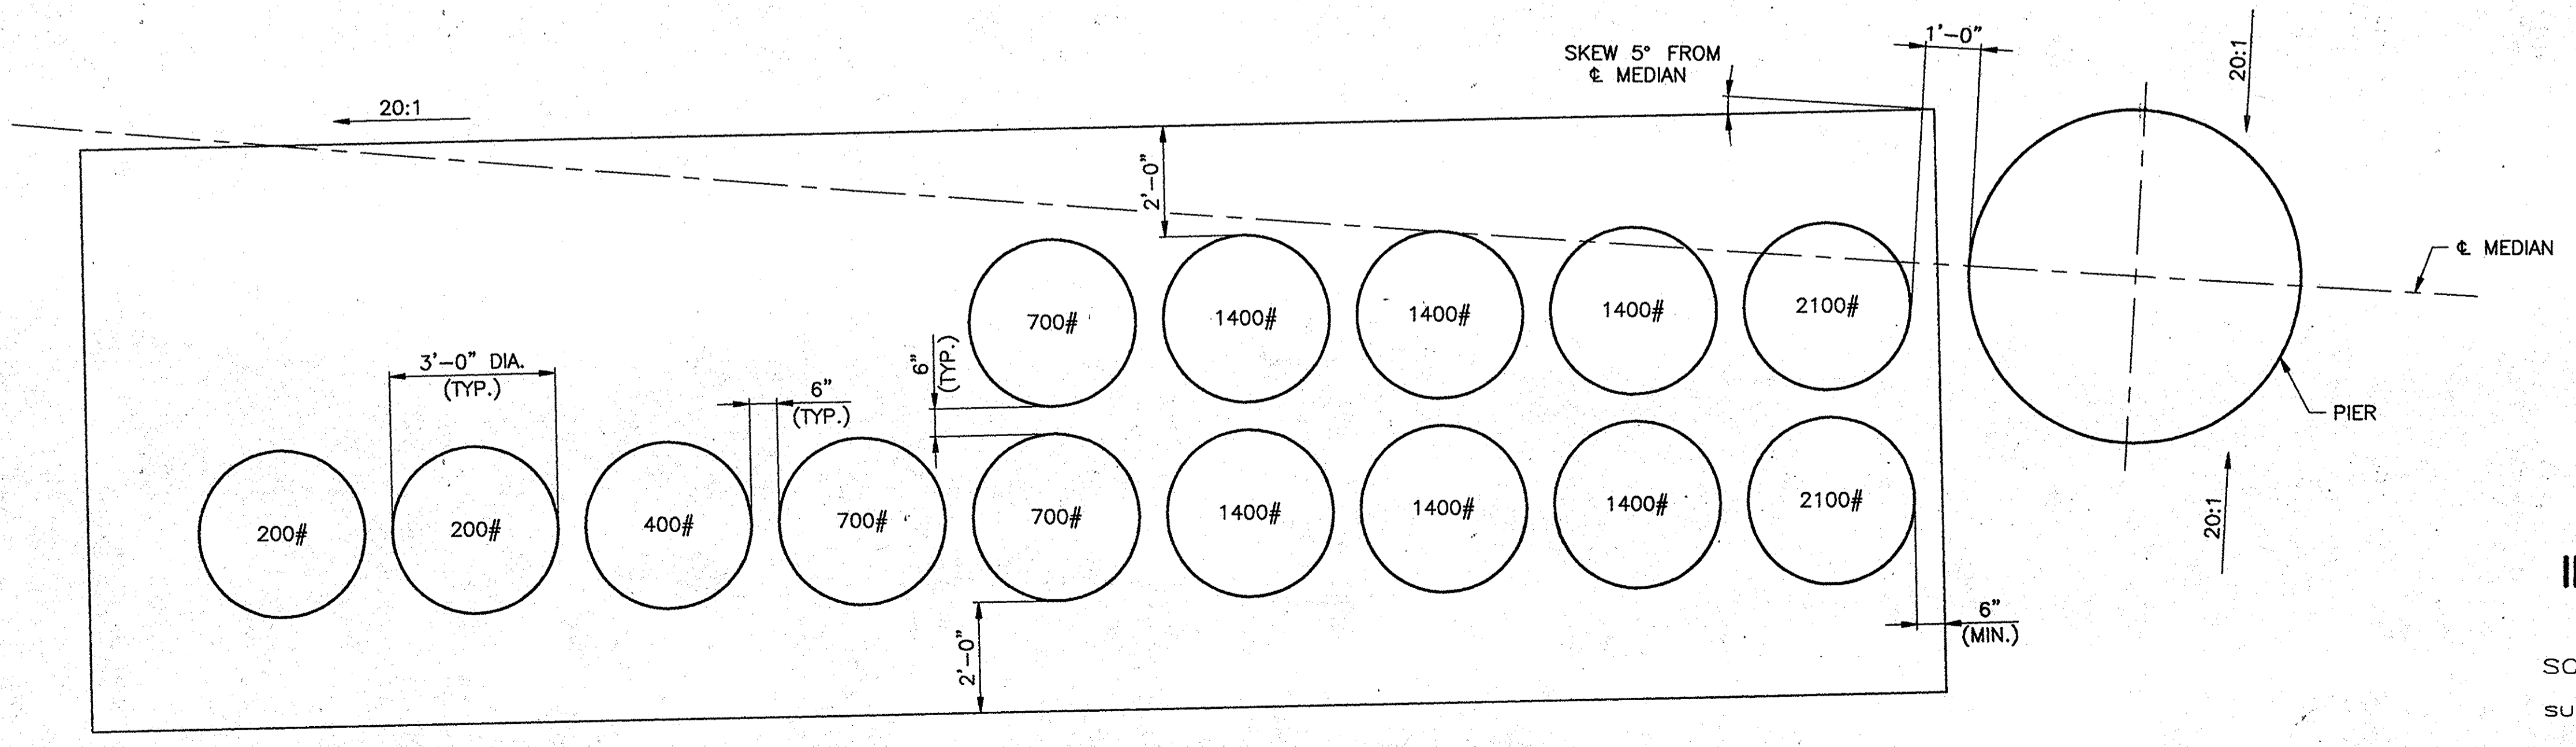 1'-0"
20:1
SKEW 5° FROM
℄ MEDIAN
20:1
2'-0"
℄ MEDIAN
700#
1400#
1400#
1400#
2100#
6"
(TYP.)
3'-0" DIA.
(TYP.)
6"
(TYP.)
PIER
200#
200#
400#
700#
700#
1400#
1400#
1400#
2100#
20:1
6"
(MIN.)
2'-0"
SC
SU